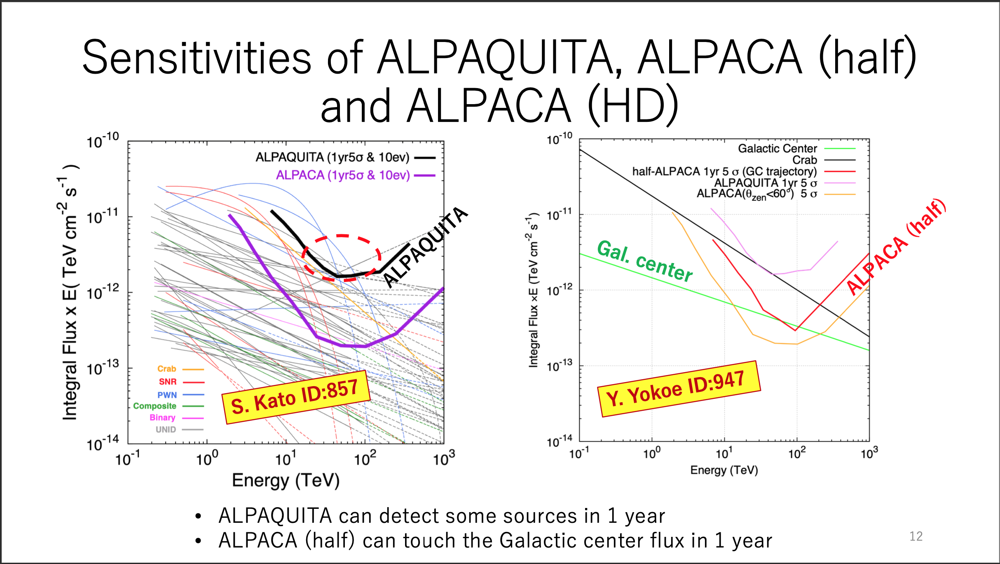 Sensitivities of ALPAQUITA, ALPACA (half)
and ALPACA (HD)
Integral Flux x E( TeV cm⁻² s⁻¹ )
10⁻¹⁰
10⁻¹¹
10⁻¹²
10⁻¹³
10⁻¹⁴
ALPAQUITA (1yr5σ & 10ev)
ALPACA (1yr5σ & 10ev)
ALPAQUITA
Crab
SNR
PWN
Composite
Binary
UNID
S. Kato ID:857
10⁻¹ 10⁰ 10¹ 10² 10³
Energy (TeV)
Integral Flux ×E (TeV cm⁻² s⁻¹)
10⁻¹⁰
10⁻¹¹
10⁻¹²
10⁻¹³
10⁻¹⁴
Galactic Center
Crab
half-ALPACA 1yr 5 σ (GC trajectory)
ALPAQUITA 1yr 5 σ
ALPACA(θzen<60°) 5 σ
Gal. center
ALPACA (half)
Y. Yokoe ID:947
10⁻¹ 10⁰ 10¹ 10² 10³
Energy (TeV)
• ALPAQUITA can detect some sources in 1 year
• ALPACA (half) can touch the Galactic center flux in 1 year
12